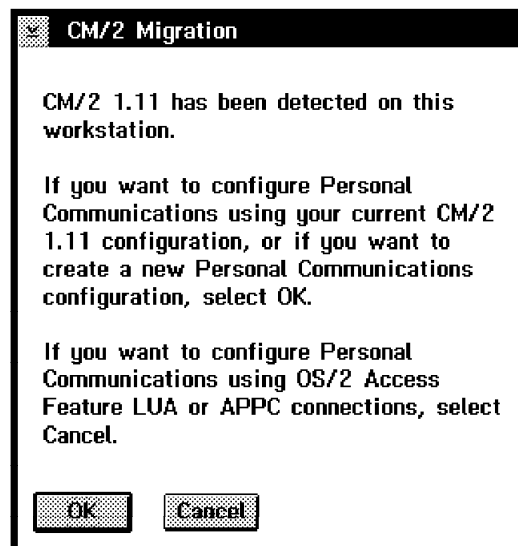 CM/2 Migration
CM/2 1.11 has been detected on this
workstation.
If you want to configure Personal
Communications using your current CM/2
1.11 configuration, or if you want to
create a new Personal Communications
configuration, select OK.
If you want to configure Personal
Communications using OS/2 Access
Feature LUA or APPC connections, select
Cancel.
OK Cancel